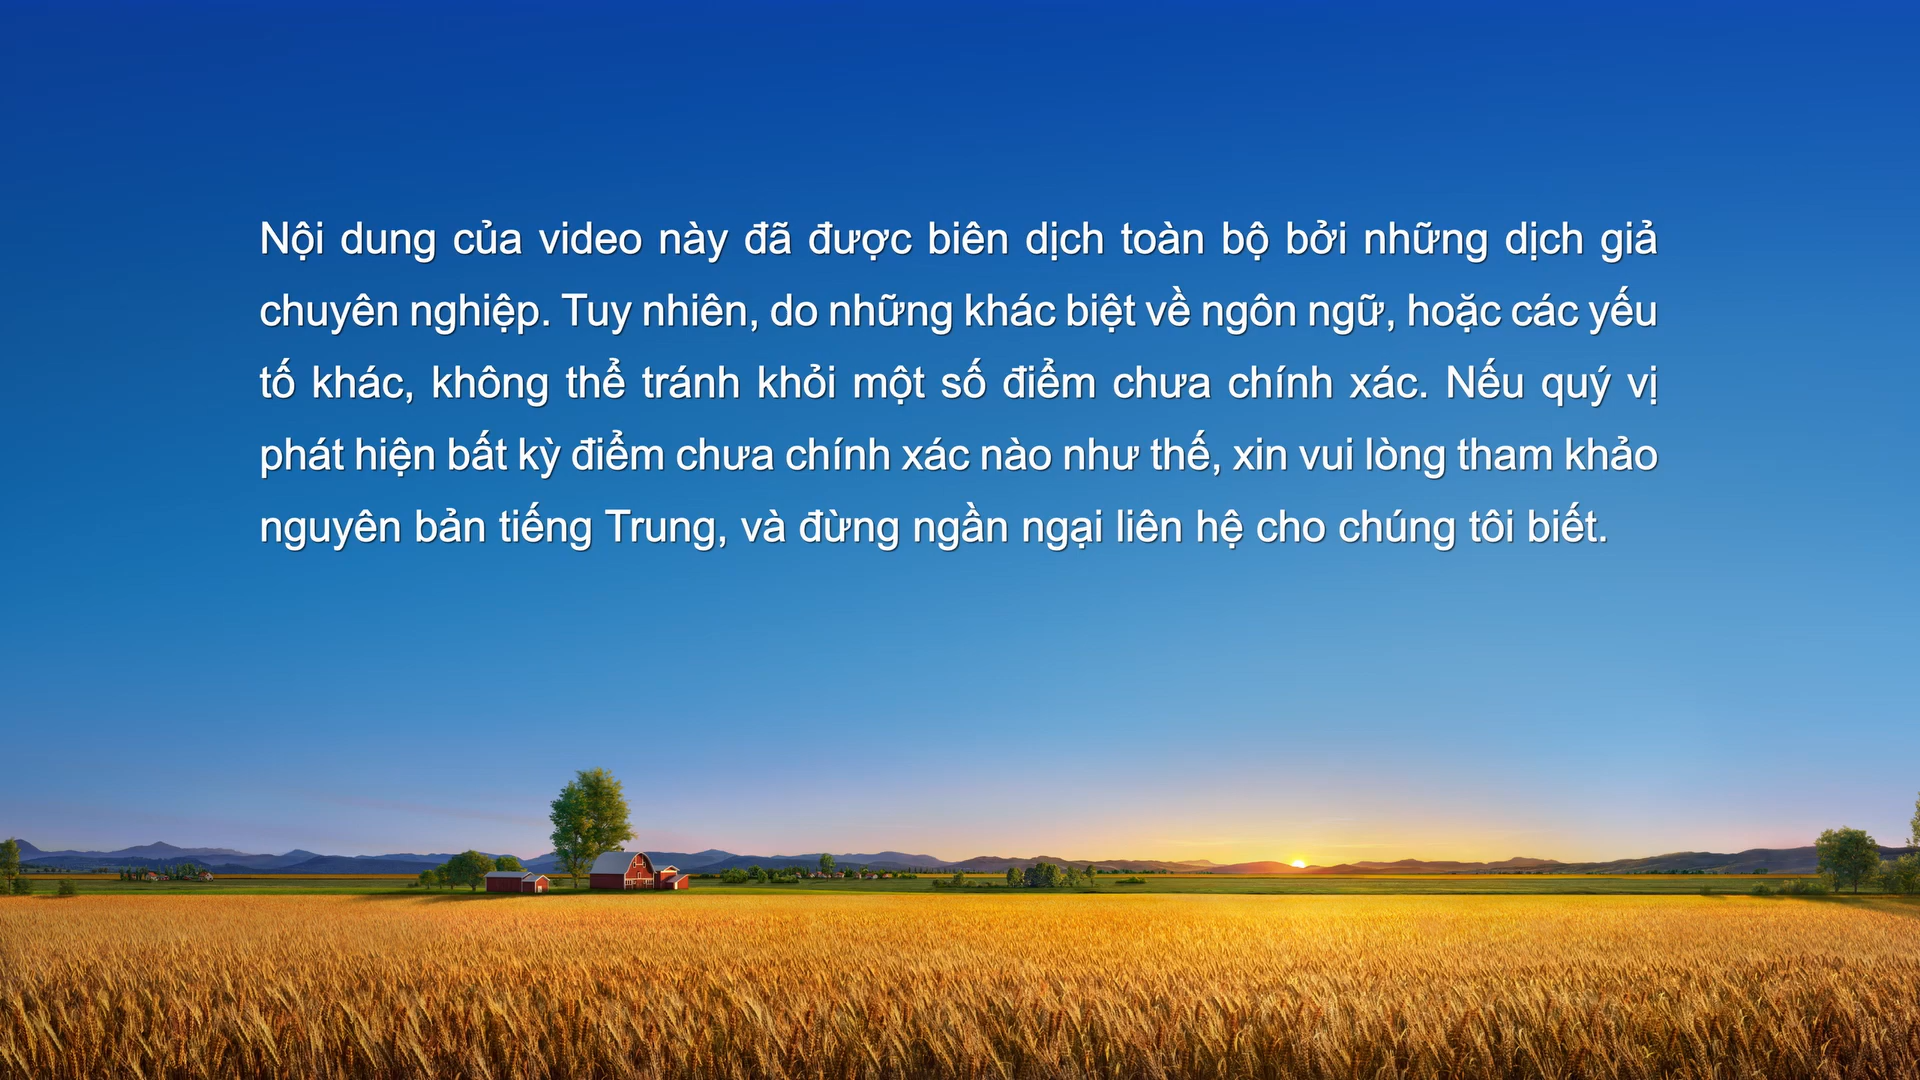 Nội dung của video này đã được biên dịch toàn bộ bởi những dịch giả
chuyên nghiệp. Tuy nhiên, do những khác biệt về ngôn ngữ, hoặc các yếu
tố khác, không thể tránh khỏi một số điểm chưa chính xác. Nếu quý vị
phát hiện bất kỳ điểm chưa chính xác nào như thế, xin vui lòng tham khảo
nguyên bản tiếng Trung, và đừng ngần ngại liên hệ cho chúng tôi biết.